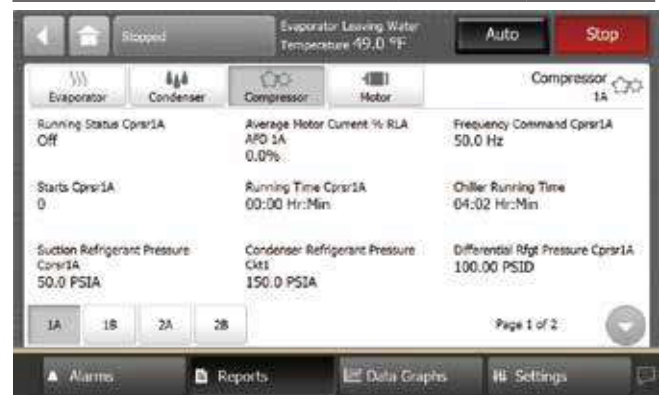 Stopped
Evaporator Leaving Water
Temperature 49.0 °F
Auto
Stop
Evaporator
Condenser
Compressor
Motor
Compressor
1A
Running Status Cprsr1A
Off
Average Motor Current % RLA
AFD 1A
0.0%
Frequency Command Cprsr1A
50.0 Hz
Starts Cprsr1A
0
Running Time Cprsr1A
00:00 Hr:Min
Chiller Running Time
04:02 Hr:Min
Suction Refrigerant Pressure
Cprsr1A
50.0 PSIA
Condenser Refrigerant Pressure
Ckt1
150.0 PSIA
Differential Rfgt Pressure Cprsr1A
100.00 PSID
1A
1B
2A
2B
Page 1 of 2
Alarms
Reports
Data Graphs
Settings